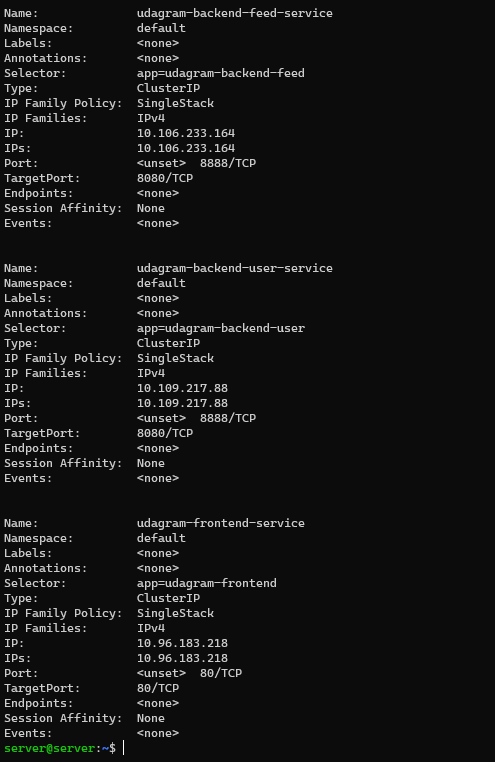 Name:              udagram-backend-feed-service
Namespace:         default
Labels:            <none>
Annotations:       <none>
Selector:          app=udagram-backend-feed
Type:              ClusterIP
IP Family Policy:  SingleStack
IP Families:       IPv4
IP:                10.106.233.164
IPs:               10.106.233.164
Port:              <unset>  8888/TCP
TargetPort:        8080/TCP
Endpoints:         <none>
Session Affinity:  None
Events:            <none>
Name:              udagram-backend-user-service
Namespace:         default
Labels:            <none>
Annotations:       <none>
Selector:          app=udagram-backend-user
Type:              ClusterIP
IP Family Policy:  SingleStack
IP Families:       IPv4
IP:                10.109.217.88
IPs:               10.109.217.88
Port:              <unset>  8888/TCP
TargetPort:        8080/TCP
Endpoints:         <none>
Session Affinity:  None
Events:            <none>
Name:              udagram-frontend-service
Namespace:         default
Labels:            <none>
Annotations:       <none>
Selector:          app=udagram-frontend
Type:              ClusterIP
IP Family Policy:  SingleStack
IP Families:       IPv4
IP:                10.96.183.218
IPs:               10.96.183.218
Port:              <unset>  80/TCP
TargetPort:        80/TCP
Endpoints:         <none>
Session Affinity:  None
Events:            <none>
server@server:~$